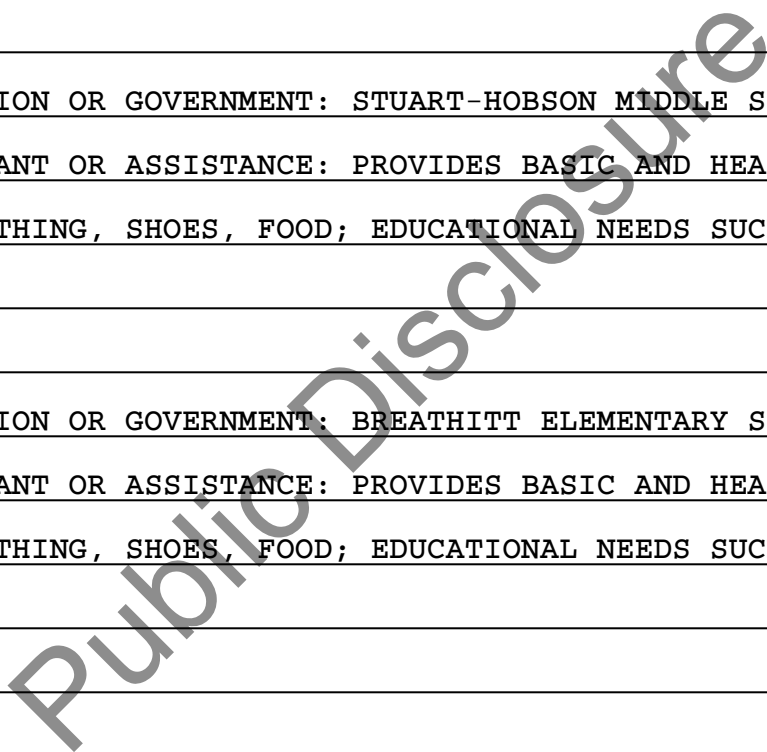 ION OR GOVERNMENT: STUART-HOBSON MIDDLE S
ANT OR ASSISTANCE: PROVIDES BASIC AND HEA
THING, SHOES, FOOD; EDUCATIONAL NEEDS SUC
ION OR GOVERNMENT: BREATHITT ELEMENTARY S
ANT OR ASSISTANCE: PROVIDES BASIC AND HEA
THING, SHOES, FOOD; EDUCATIONAL NEEDS SUC
Public Disclosure